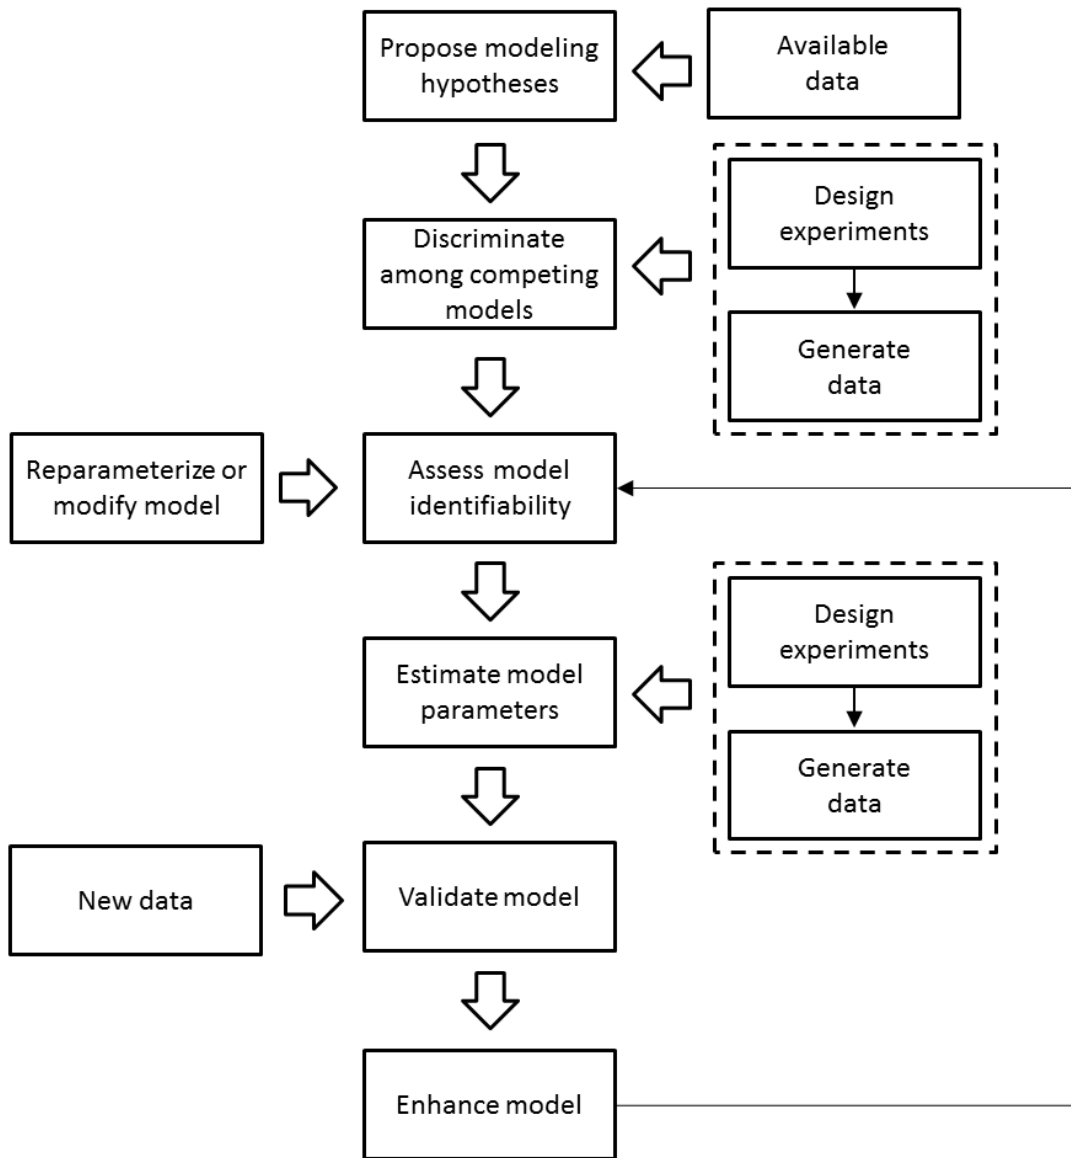 Propose modeling
hypotheses
Available
data
Design
experiments
Discriminate
among competing
models
Generate
data
Reparameterize or
modify model
Assess model
identifiability
Design
experiments
Estimate model
parameters
Generate
data
New data
Validate model
Enhance model